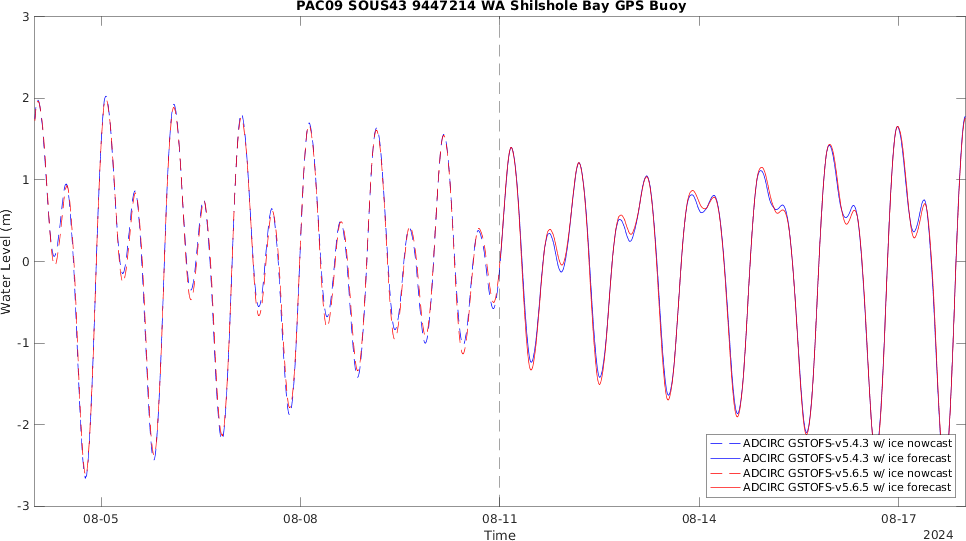 PAC09 SOUS43 9447214 WA Shilshole Bay GPS Buoy
3
2
1
0
-1
-2
-3
Water Level (m)
ADCIRC GSTOFS-v5.4.3 w/ ice nowcast
ADCIRC GSTOFS-v5.4.3 w/ ice forecast
ADCIRC GSTOFS-v5.6.5 w/ ice nowcast
ADCIRC GSTOFS-v5.6.5 w/ ice forecast
08-05 08-08 08-11 08-14 08-17
Time
2024